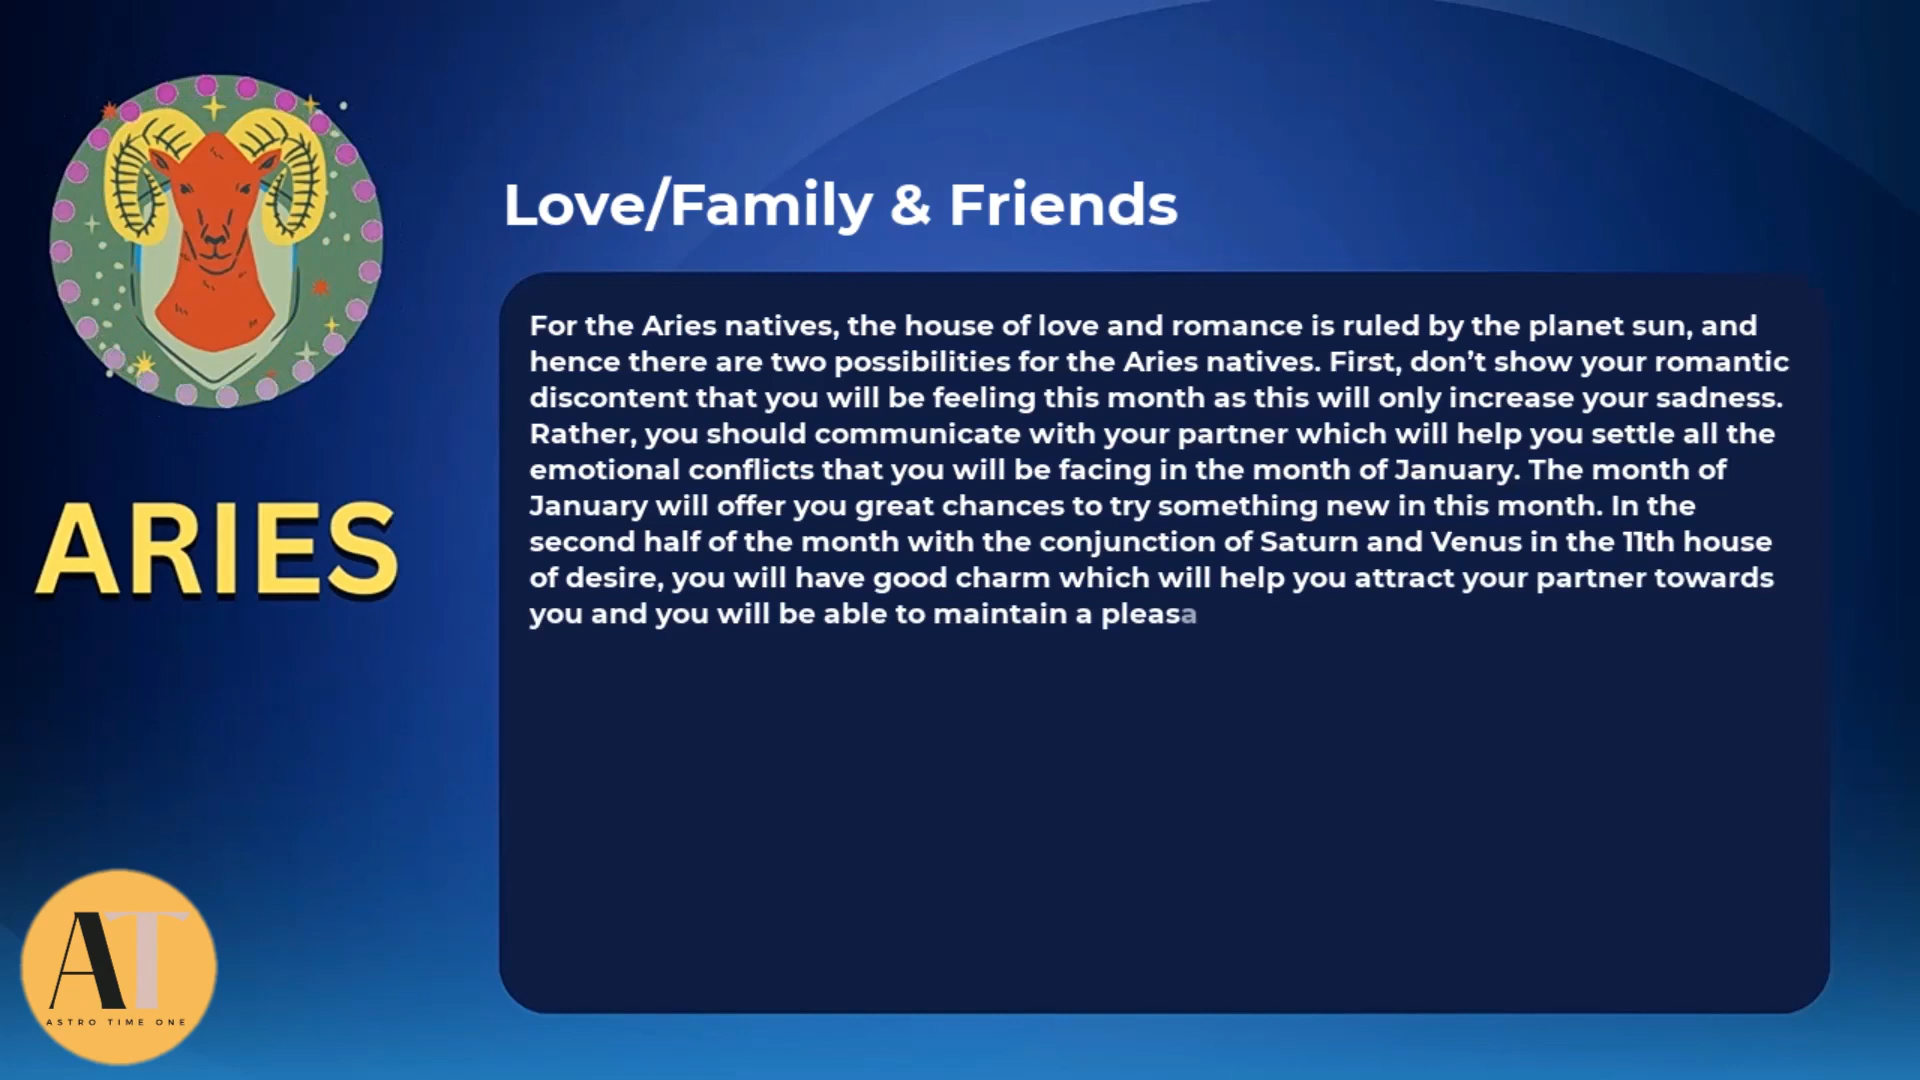 Love/Family & Friends
For the Aries natives, the house of love and romance is ruled by the planet sun, and
hence there are two possibilities for the Aries natives. First, don’t show your romantic
discontent that you will be feeling this month as this will only increase your sadness.
Rather, you should communicate with your partner which will help you settle all the
emotional conflicts that you will be facing in the month of January. The month of
January will offer you great chances to try something new in this month. In the
second half of the month with the conjunction of Saturn and Venus in the 11th house
of desire, you will have good charm which will help you attract your partner towards
you and you will be able to maintain a pleasa
ARIES
AT
ASTRO TIME ONE